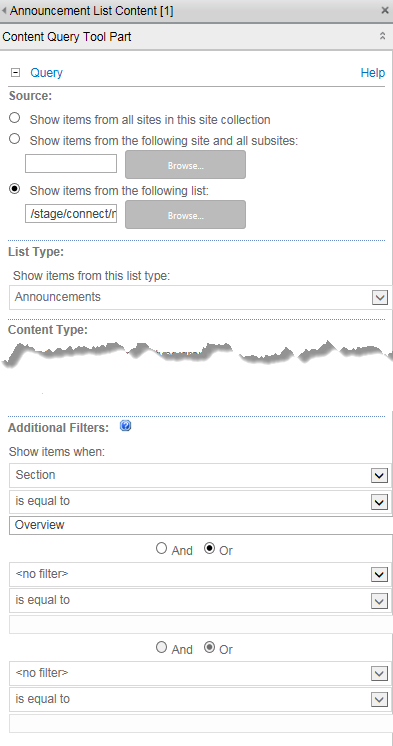 Announcement List Content [1]
Content Query Tool Part
Query Help
Source:
Show items from all sites in this site collection
Show items from the following site and all subsites:
Browse...
Show items from the following list:
/stage/connect/r Browse...
List Type:
Show items from this list type:
Announcements
Content Type:
Additional Filters:
Show items when:
Section
is equal to
Overview
And Or
<no filter>
is equal to
And Or
<no filter>
is equal to